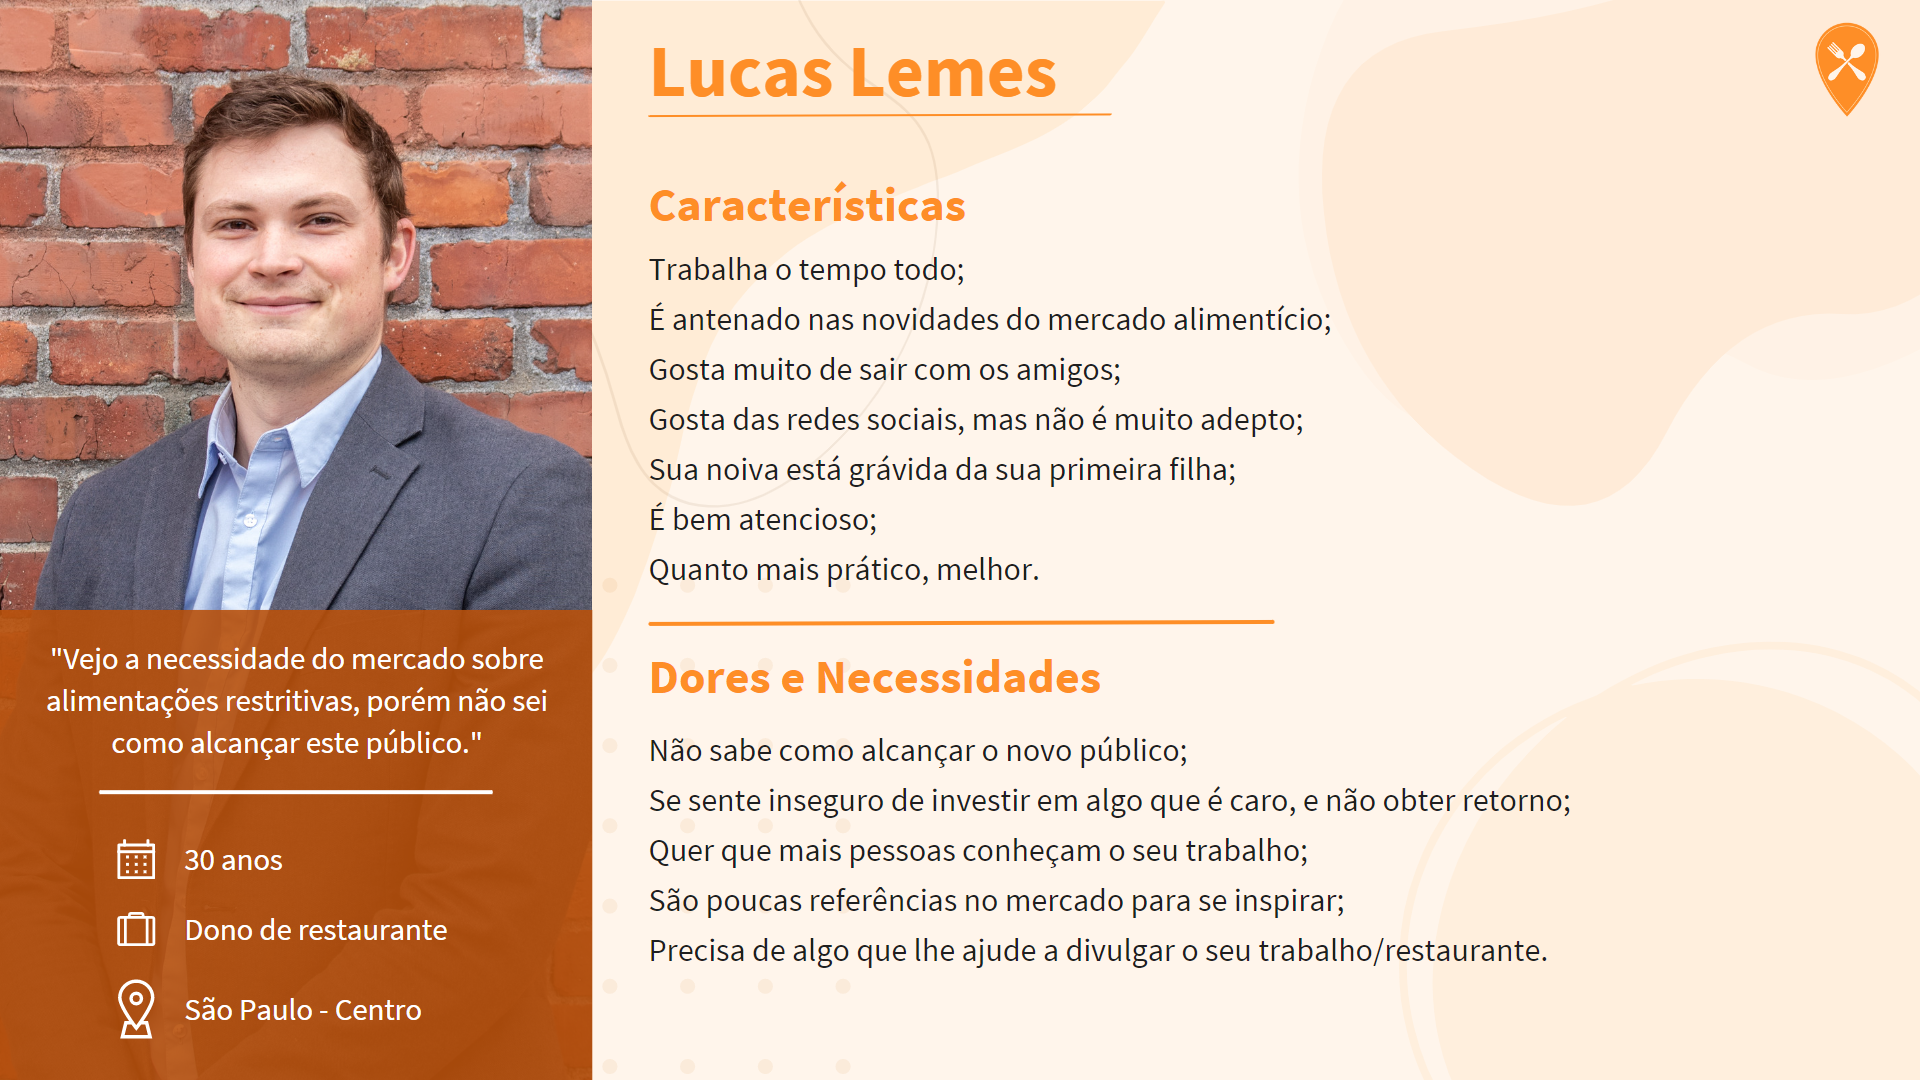 Lucas Lemes
Características
Trabalha o tempo todo;
É antenado nas novidades do mercado alimentício;
Gosta muito de sair com os amigos;
Gosta das redes sociais, mas não é muito adepto;
Sua noiva está grávida da sua primeira filha;
É bem atencioso;
Quanto mais prático, melhor.
Dores e Necessidades
Não sabe como alcançar o novo público;
Se sente inseguro de investir em algo que é caro, e não obter retorno;
Quer que mais pessoas conheçam o seu trabalho;
São poucas referências no mercado para se inspirar;
Precisa de algo que lhe ajude a divulgar o seu trabalho/restaurante.
"Vejo a necessidade do mercado sobre
alimentações restritivas, porém não sei
como alcançar este público."
30 anos
Dono de restaurante
São Paulo - Centro